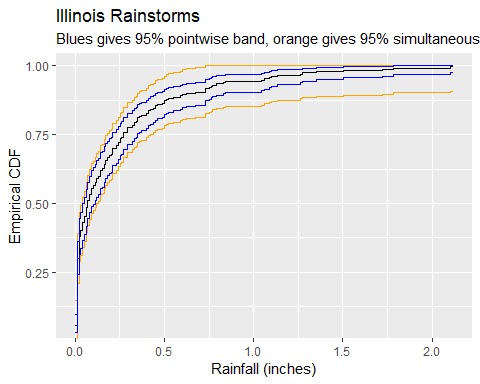 Illinois Rainstorms
Blues gives 95% pointwise band, orange gives 95% simultaneous
Empirical CDF
1.00
0.75
0.50
0.25
0.0 0.5 1.0 1.5 2.0
Rainfall (inches)